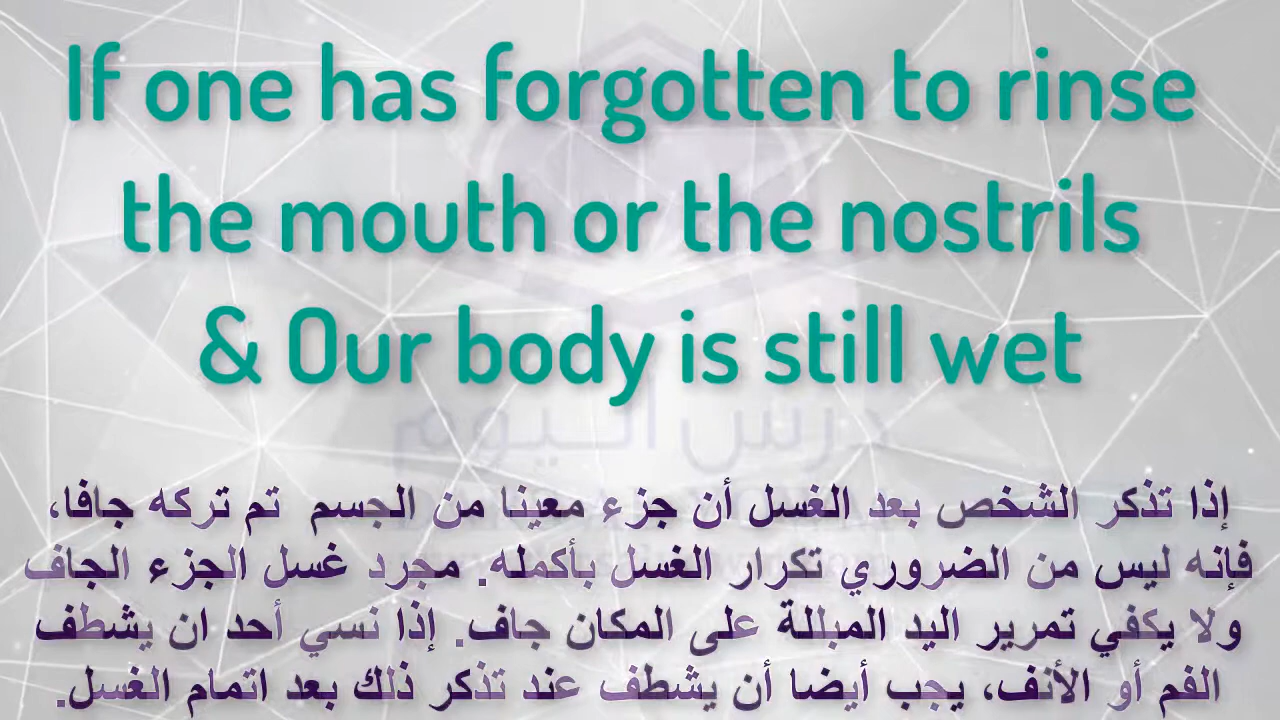 If one has forgotten to rinse
the mouth or the nostrils
& Our body is still wet
درس اليوم
إذا تذكر الشخص بعد الغسل أن جزء معينا من الجسم تم تركه جافا،
فإنه ليس من الضروري تكرار الغسل بأكمله. مجرد غسل الجزء الجاف
ولا يكفي تمرير اليد المبللة على المكان جاف. إذا نسي أحد ان يشطف
الفم أو الأنف، يجب أيضا أن يشطف عند تذكر ذلك بعد اتمام الغسل.